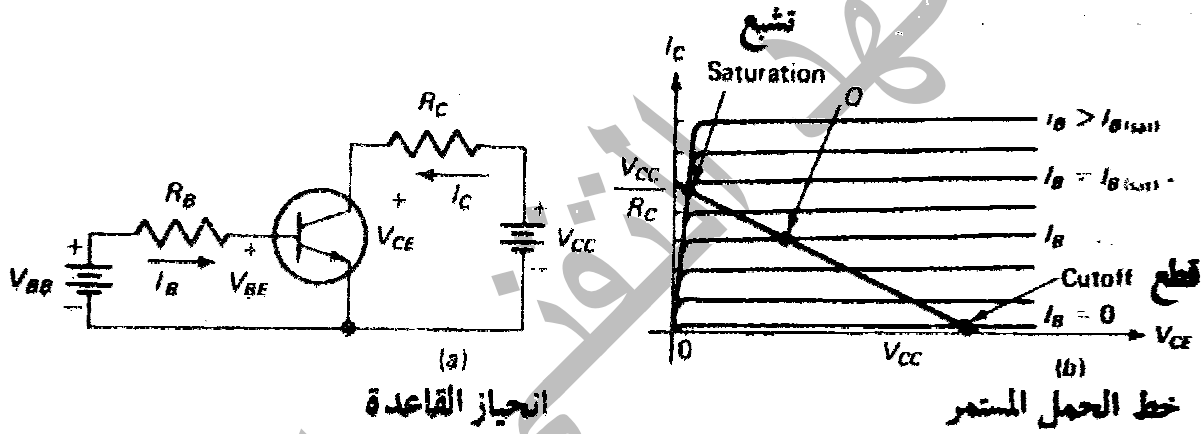 R_C
I_C
R_B
I_B
+
V_BE
+
V_CE
+
V_CC
-
+
V_BB
-
(a)
انحياز القاعدة
تشبع
I_C
Saturation
Q
V_CC
R_C
I_B > I_B(sat)
I_B = I_B(sat)
I_B
Cutoff
قطع
I_B = 0
0
V_CC
V_CE
(b)
خط الحمل المستمر